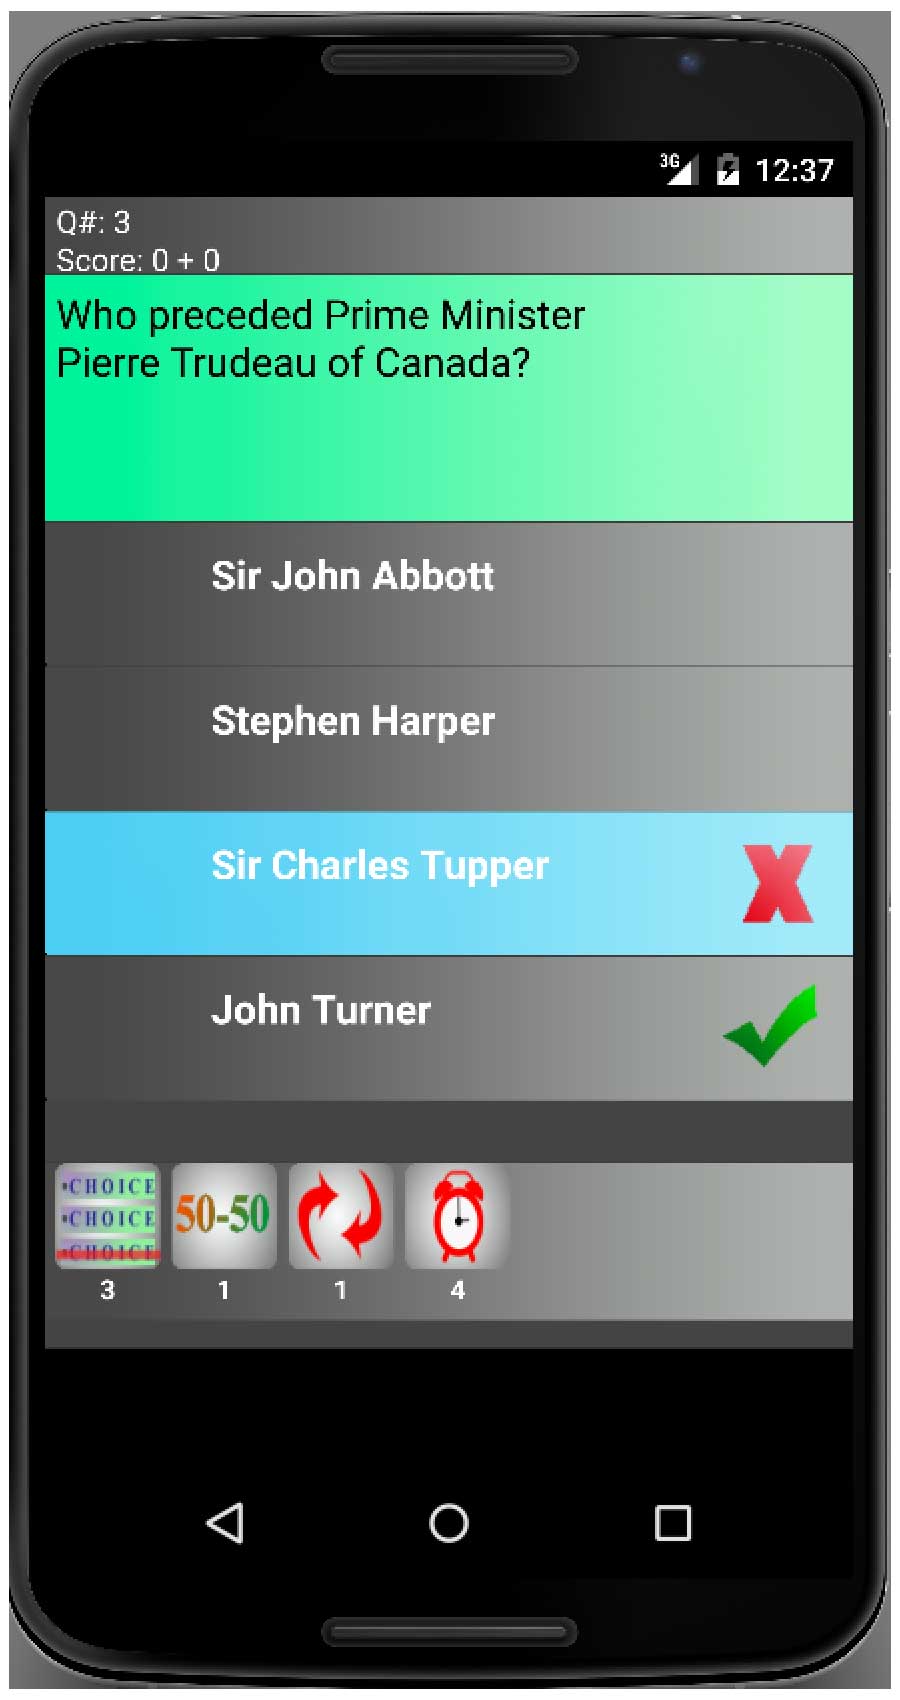 3G 12:37
Q#: 3
Score: 0 + 0
Who preceded Prime Minister
Pierre Trudeau of Canada?
Sir John Abbott
Stephen Harper
Sir Charles Tupper
X
John Turner
•CHOICE
•CHOICE
•CHOICE
50-50
3 1 1 4